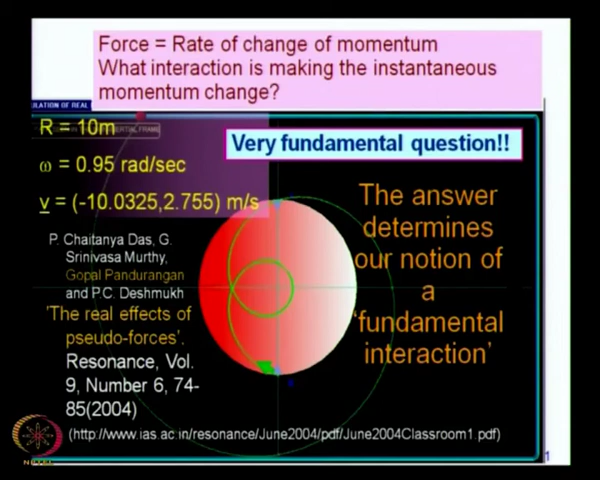 Force = Rate of change of momentum
What interaction is making the instantaneous
momentum change?
R = 10m
ω = 0.95 rad/sec
v = (-10.0325,2.755) m/s
Very fundamental question!!
P. Chaitanya Das, G.
Srinivasa Murthy,
Gopal Pandurangan
and P.C. Deshmukh
'The real effects of
pseudo-forces',
Resonance, Vol.
9, Number 6, 74-
85(2004)
(http://www.ias.ac.in/resonance/June2004/pdf/June2004Classroom1.pdf)
The answer
determines
our notion of
a
'fundamental
interaction'
NPTEL
1